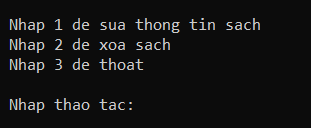 Nhap 1 de sua thong tin sach
Nhap 2 de xoa sach
Nhap 3 de thoat
Nhap thao tac: